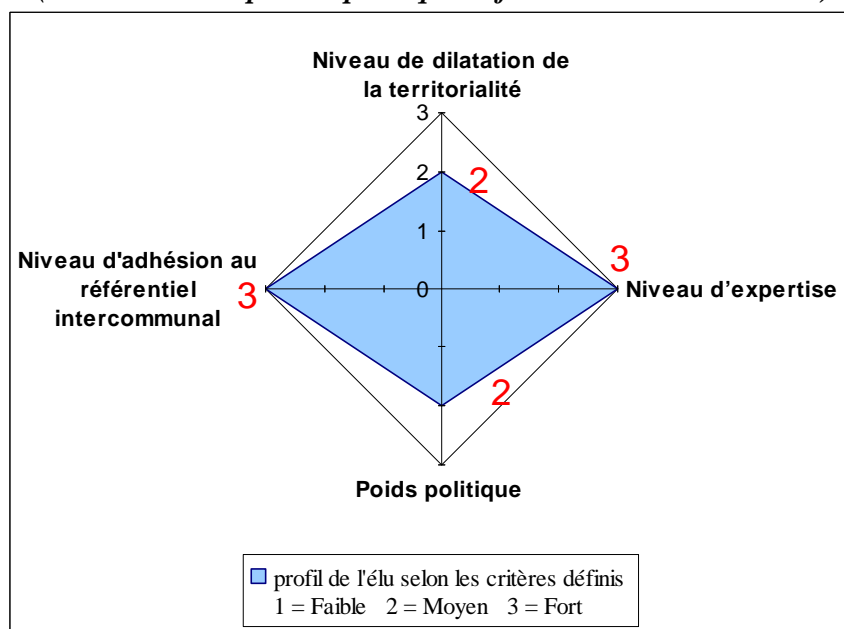 Niveau de dilatation de
la territorialité
3
2
2
1
3
Niveau d'adhésion au
référentiel
intercommunal
3
0
Niveau d’expertise
2
Poids politique
profil de l'élu selon les critères définis
1 = Faible 2 = Moyen 3 = Fort